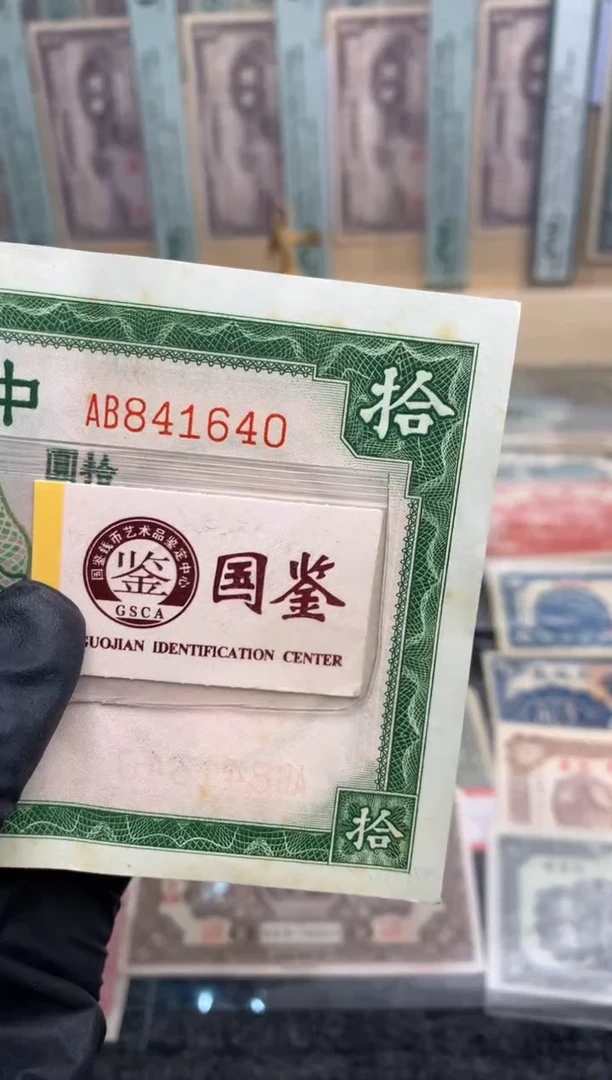 中
AB841640
拾
圓 拾
国鉴钱币艺术品鉴定中心
鉴
GSCA
国鉴
GUOJIAN IDENTIFICATION CENTER
拾